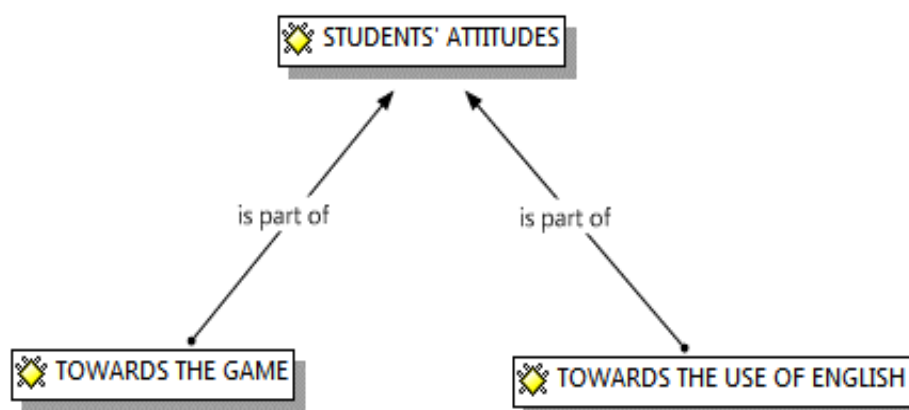 STUDENTS' ATTITUDES
is part of
is part of
TOWARDS THE GAME
TOWARDS THE USE OF ENGLISH